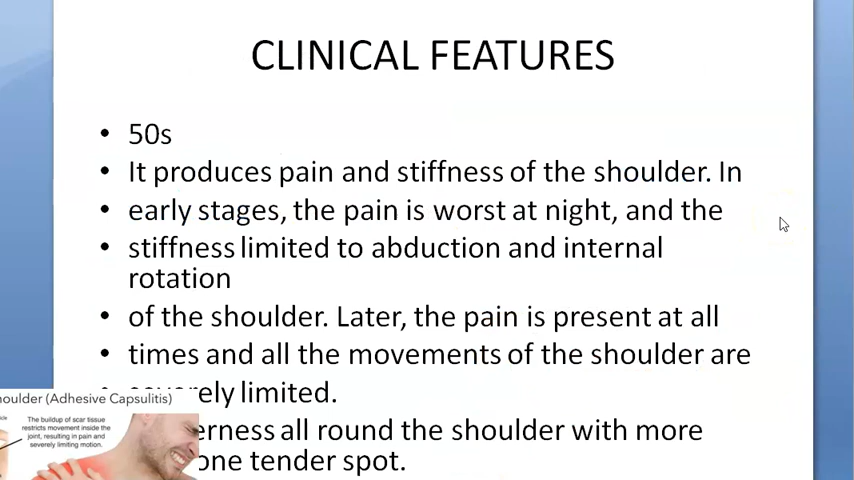 CLINICAL FEATURES
• 50s
• It produces pain and stiffness of the shoulder. In
• early stages, the pain is worst at night, and the
• stiffness limited to abduction and internal
rotation
• of the shoulder. Later, the pain is present at all
• times and all the movements of the shoulder are
limited.
all round the shoulder with more
one tender spot.
(Adhesive Capsulitis)
The buildup of scar tissue
restricts movement inside the
joint, resulting in pain and
severely limiting motion.